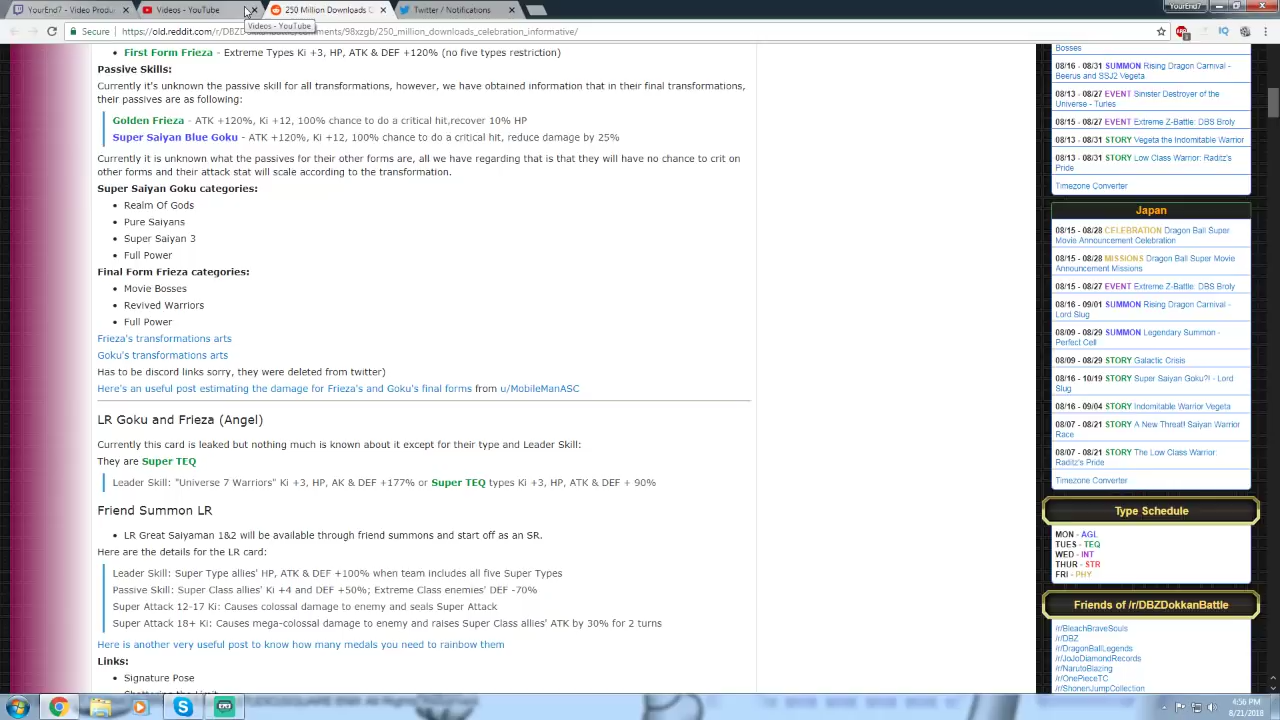 YourEnd7 - Video Produc
Videos - YouTube
250 Million Downloads C
Twitter / Notifications
YourEnd7
Videos - YouTube
Secure
https://old.reddit.com/r/DBZD comments/98xzgb/250_million_downloads_celebration_informative/
First Form Frieza - Extreme Types Ki +3, HP, ATK & DEF +120% (no five types restriction)
Passive Skills:
Currently it's unknown the passive skill for all transformations, however, we have obtained information that in their final transformations,
their passives are as following:
Golden Frieza - ATK +120%, Ki +12, 100% chance to do a critical hit,recover 10% HP
Super Saiyan Blue Goku - ATK +120%, Ki +12, 100% chance to do a critical hit, reduce damage by 25%
Currently it is unknown what the passives for their other forms are, all we have regarding that is that they will have no chance to crit on
other forms and their attack stat will scale according to the transformation.
Super Saiyan Goku categories:
Realm Of Gods
Pure Saiyans
Super Saiyan 3
Full Power
Final Form Frieza categories:
Movie Bosses
Revived Warriors
Full Power
Frieza's transformations arts
Goku's transformations arts
Has to be discord links sorry, they were deleted from twitter)
Here's an useful post estimating the damage for Frieza's and Goku's final forms from u/MobileManASC
LR Goku and Frieza (Angel)
Currently this card is leaked but nothing much is known about it except for their type and Leader Skill:
They are Super TEQ
Leader Skill: "Universe 7 Warriors" Ki +3, HP, ATK, DEF +177% or Super TEQ types Ki +3, HP, ATK & DEF + 90%
Friend Summon LR
LR Great Saiyaman 1&2 will be available through Friend Summons and start off as an SR.
Here are the details for the LR card:
Leader Skill: Super Type allies' HP, ATK & DEF +100% when team includes all five Super Types
Passive Skill: Super Class allies' Ki +4 and DEF +70%; Extreme Class enemies' DEF -70%
Super Attack 12-17 Ki: Causes colossal damage to enemy and seals Super Attack
Super Attack 18+ Ki: Causes mega-colossal damage to enemy and raises Super Class allies' ATK by 30% for 2 turns
Here is another very useful post to know how many medals you need to rainbow them
Links:
Signature Pose
Shattering the Limit
Bosses
08/16 - 08/31 SUMMON Rising Dragon Carnival -
Beerus and SSJ2 Vegeta
08/13 - 08/27 EVENT Sinister Destroyer of the
Universe - Turles
08/15 - 08/27 EVENT Extreme Z-Battle: DBS Broly
08/13 - 08/31 STORY Vegeta the Indomitable Warrior
08/13 - 08/31 STORY Low Class Warrior: Raditz's
Pride
Timezone Converter
Japan
08/15 - 08/28 CELEBRATION Dragon Ball Super
Movie Announcement Celebration
08/15 - 08/28 MISSIONS Dragon Ball Super Movie
Announcement Missions
08/15 - 08/27 EVENT Extreme Z-Battle: DBS Broly
08/16 - 09/01 SUMMON Rising Dragon Carnival -
Lord Slug
08/09 - 08/29 SUMMON Legendary Summon -
Perfect Cell
08/09 - 08/29 STORY Galactic Crisis
08/16 - 10/19 STORY Super Saiyan Goku?! - Lord
Slug
08/16 - 09/04 STORY Indomitable Warrior Vegeta
08/07 - 08/21 STORY A New Threat! Saiyan Warrior
Race
08/07 - 08/21 STORY The Low Class Warrior:
Raditz's Pride
Timezone Converter
Type Schedule
MON - AGL
TUES - TEQ
WED - INT
THUR - STR
FRI - PHY
Friends of /r/DBZDokkanBattle
/r/BleachBraveSouls
/r/DBZ
/r/DragonBallLegends
/r/JoJoDiamondRecords
/r/NarutoBlazing
/r/OnePieceTC
/r/ShonenJumpCollection
4:56 PM
8/21/2018